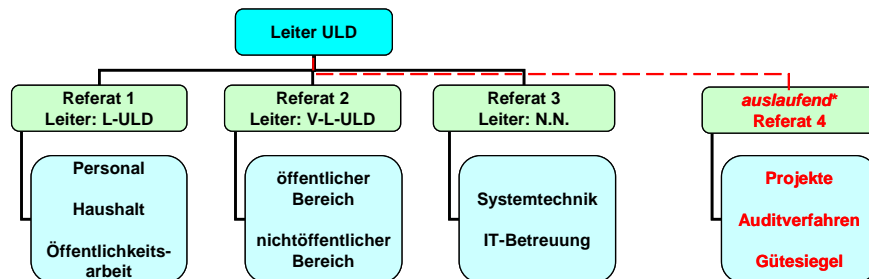 Leiter ULD
Referat 1
Leiter: L-ULD
Referat 2
Leiter: V-L-ULD
Referat 3
Leiter: N.N.
auslaufend*
Referat 4
Personal
Haushalt
Öffentlichkeits-
arbeit
öffentlicher
Bereich
nichtöffentlicher
Bereich
Systemtechnik
IT-Betreuung
Projekte
Auditverfahren
Gütesiegel